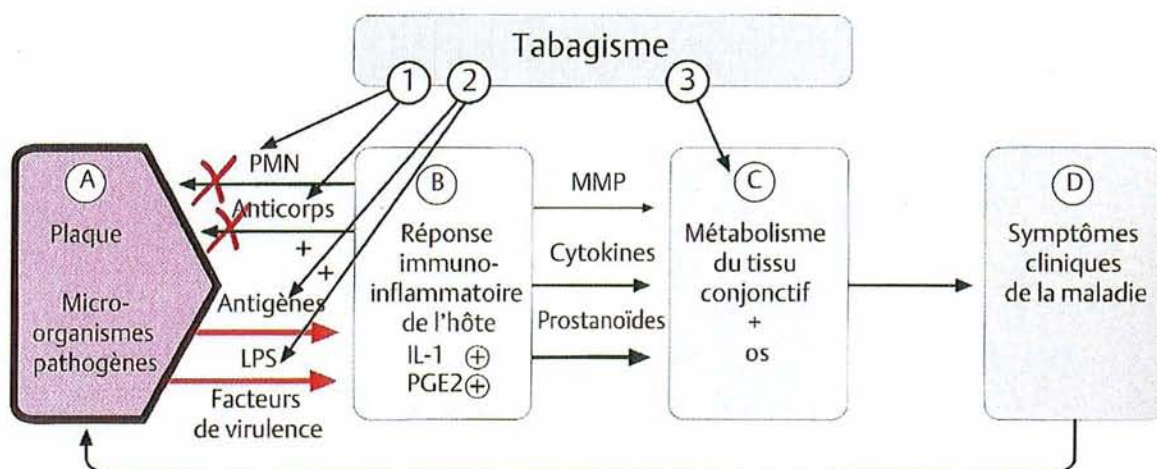 Tabagisme
1
2
3
PMN
Anticorps
+
+
Antigènes
LPS
Facteurs
de virulence
A
Plaque
Micro-
organismes
pathogènes
B
Réponse
immuno-
inflammatoire
de l'hôte
IL-1 ⊕
PGE2 ⊕
MMP
Cytokines
Prostanoïdes
C
Métabolisme
du tissu
conjonctif
+
os
D
Symptômes
cliniques
de la maladie